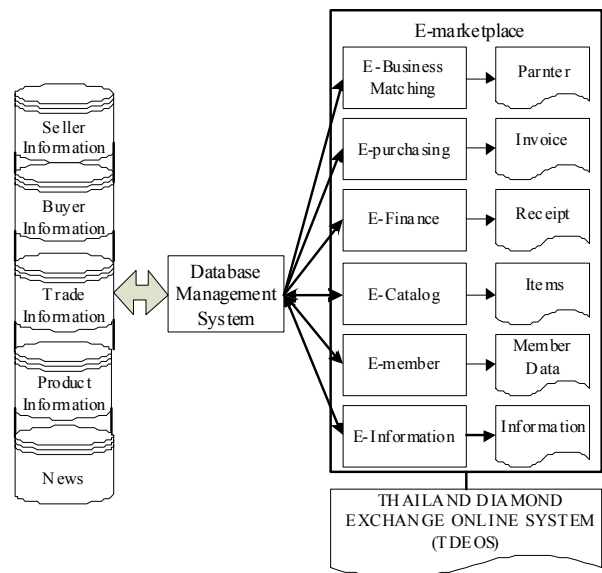 E-marketplace
Seller
Information
Buyer
Information
Trade
Information
Product
Information
News
Database
Management
System
E-Business
Matching
Parnter
E-purchasing
Invoice
E-Finance
Receipt
E-Catalog
Items
E-member
Member
Data
E-Information
Information
THAILAND DIAMOND
EXCHANGE ONLINE SYSTEM
(TDEOS)